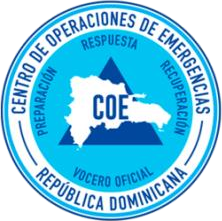 CENTRO DE OPERACIONES DE EMERGENCIAS
RESPUESTA
PREPARACIÓN
RECUPERACIÓN
COE
VOCERO OFICIAL
REPÚBLICA DOMINICANA